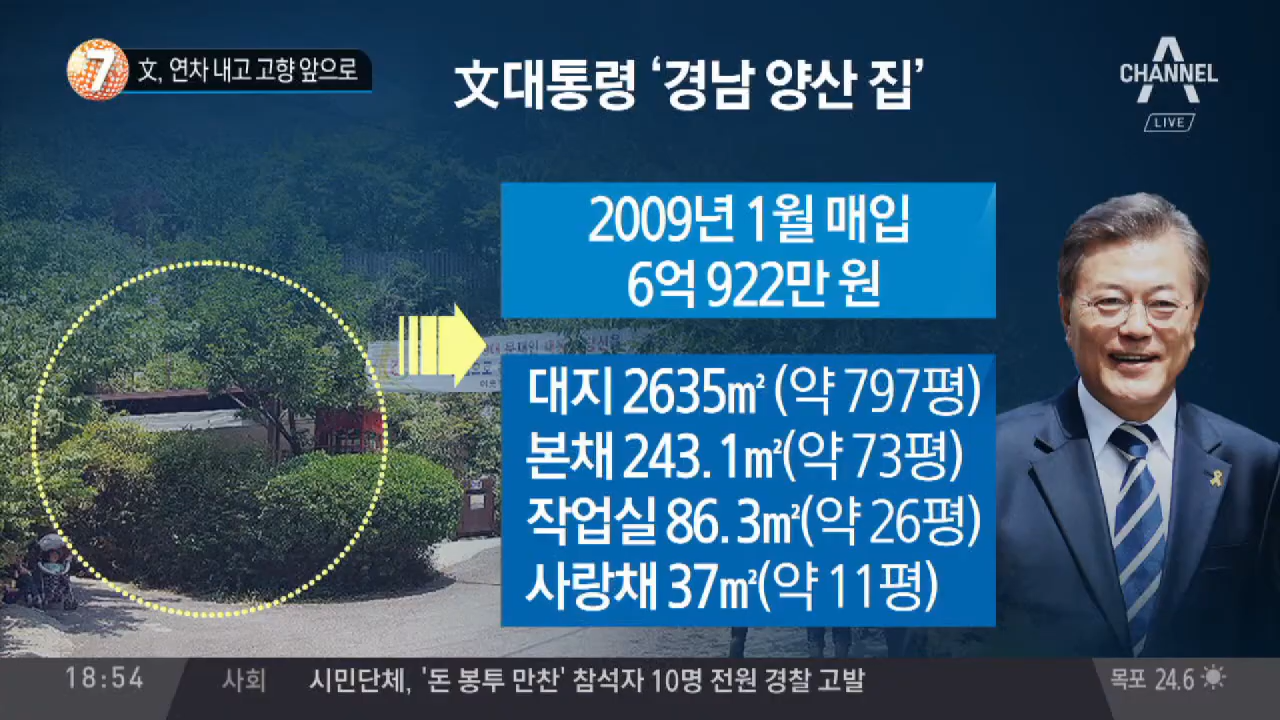 7 文, 연차 내고 고향 앞으로
文대통령 ‘경남 양산 집’
CHANNEL A
LIVE
2009년 1월 매입
6억 922만 원
대지 2635㎡ (약 797평)
본채 243.1㎡(약 73평)
작업실 86.3㎡(약 26평)
사랑채 37㎡(약 11평)
18:54 사회 시민단체, '돈 봉투 만찬' 참석자 10명 전원 경찰 고발 목포 24.6